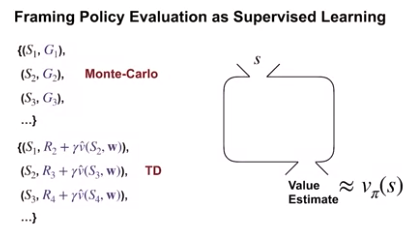 Framing Policy Evaluation as Supervised Learning
{(S₁, G₁),
(S₂, G₂), Monte-Carlo
(S₃, G₃),
...}
{(S₁, R₂ + γv̂(S₂, w)),
(S₂, R₃ + γv̂(S₃, w)), TD
(S₃, R₄ + γv̂(S₄, w)),
...}
s
Value
Estimate ≈ vπ(s)